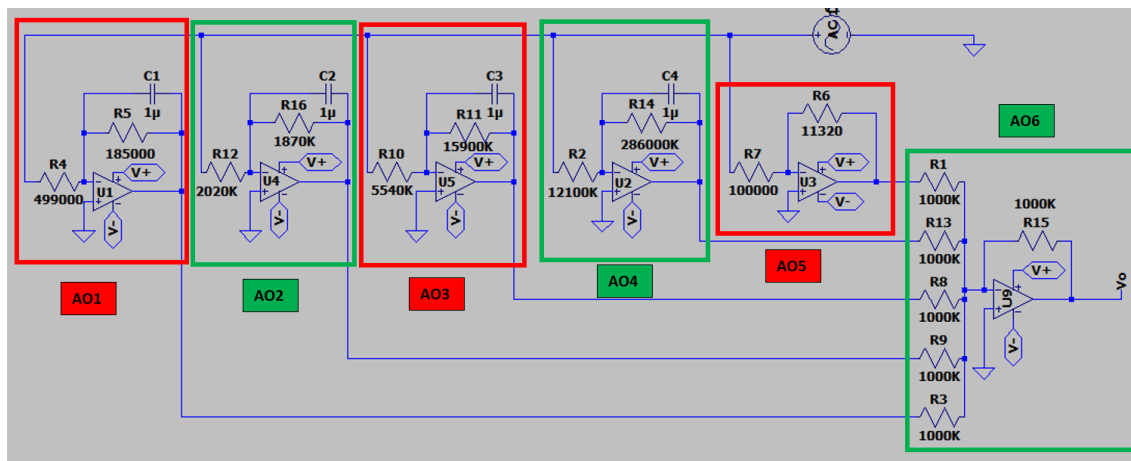 AC 1
C1
1µ
R5
185000
R4
499000
V+
U1
V-
AO1
C2
1µ
R16
1870K
R12
2020K
V+
U4
V-
AO2
C3
1µ
R11
15900K
R10
5540K
V+
U5
V-
AO3
C4
1µ
R14
286000K
R2
12100K
V+
U2
V-
AO4
R6
11320
R7
100000
V+
U3
V-
AO5
AO6
R1
1000K
R13
1000K
R8
1000K
R9
1000K
R3
1000K
1000K
R15
V+
U9
V-
Vo